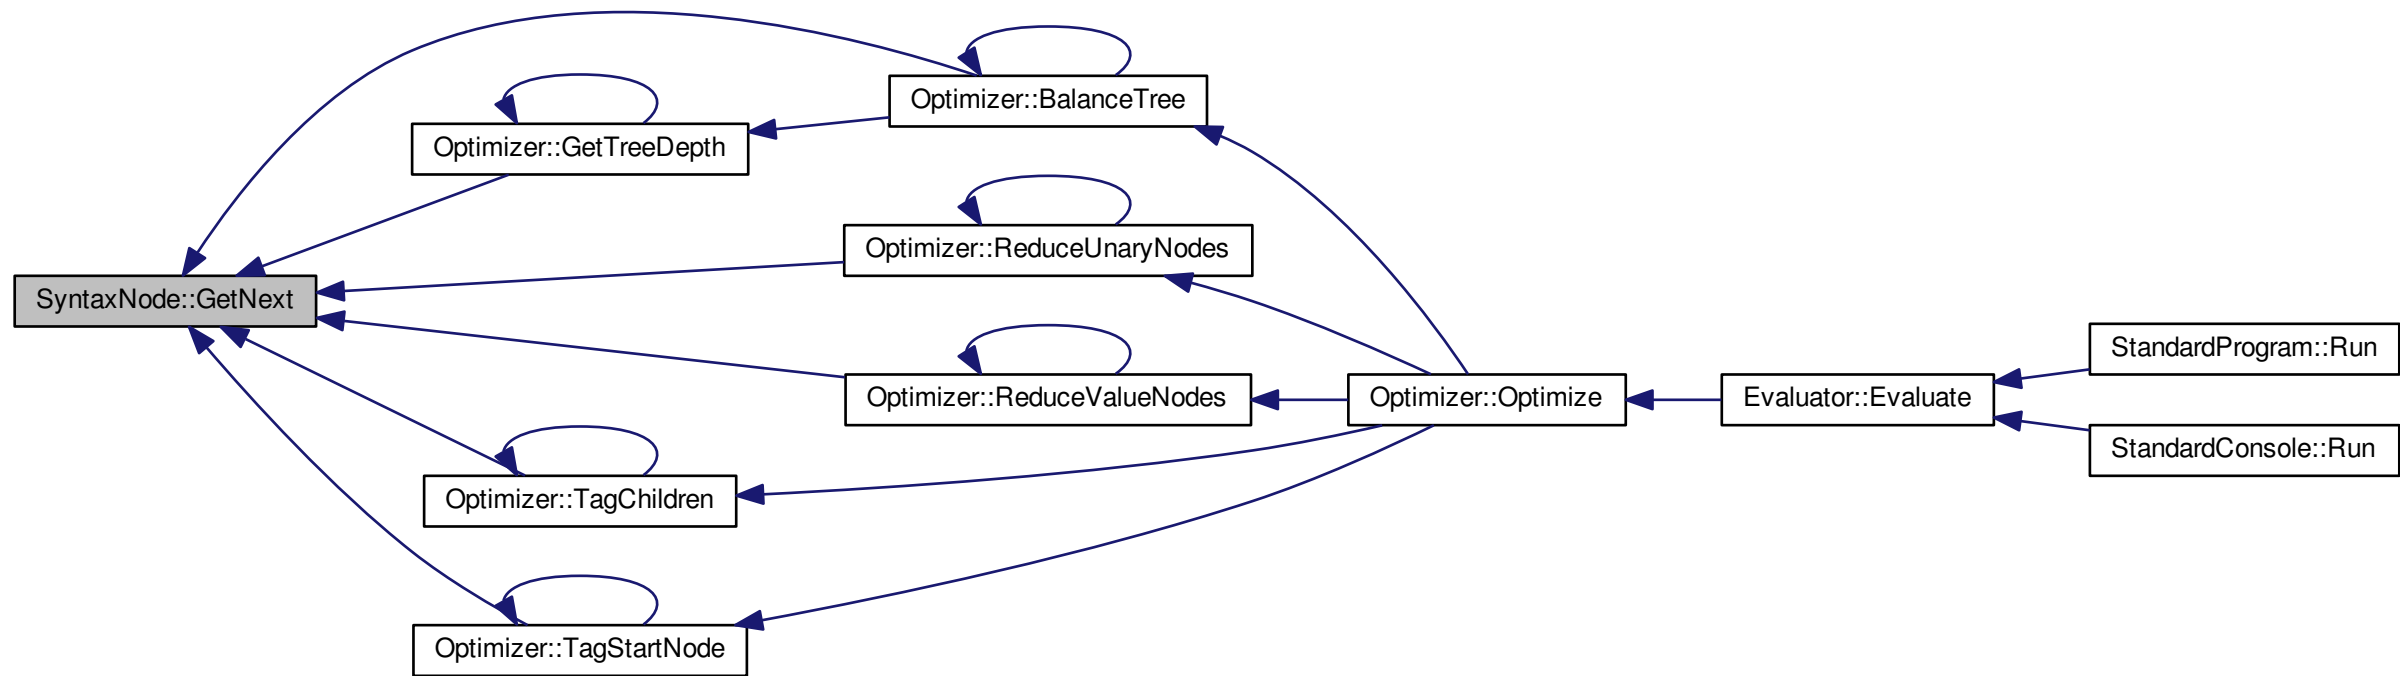 Optimizer::BalanceTree
Optimizer::GetTreeDepth
Optimizer::ReduceUnaryNodes
SyntaxNode::GetNext
StandardProgram::Run
Optimizer::ReduceValueNodes
Optimizer::Optimize
Evaluator::Evaluate
StandardConsole::Run
Optimizer::TagChildren
Optimizer::TagStartNode